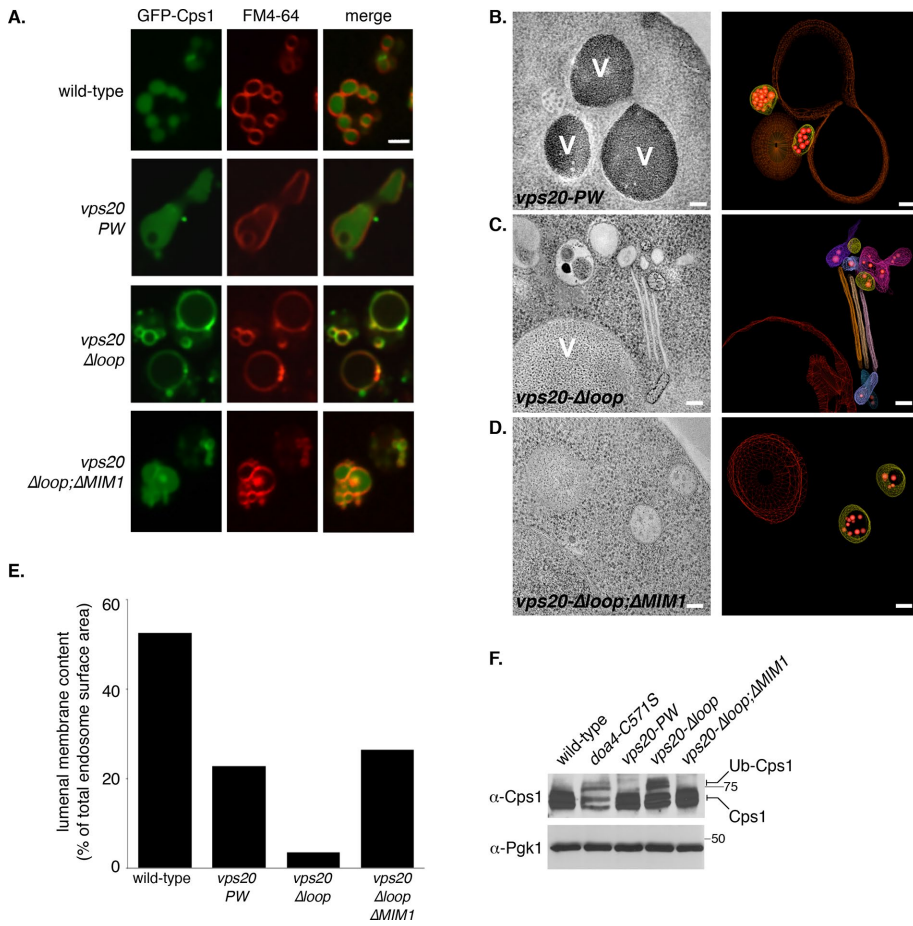 A.
GFP-Cps1 FM4-64 merge
wild-type
vps20
PW
vps20
Δloop
vps20
Δloop;ΔMIM1
B.
V
V
V
vps20-PW
C.
V
vps20-Δloop
D.
vps20-Δloop;ΔMIM1
E.
lumenal membrane content
(% of total endosome surface area)
60
40
20
0
wild-type
vps20
PW
vps20
Δloop
vps20
Δloop
ΔMIM1
F.
wild-type
doa4-C571S
vps20-PW
vps20-Δloop
vps20-Δloop;ΔMIM1
α-Cps1
Ub-Cps1
75
Cps1
α-Pgk1
50